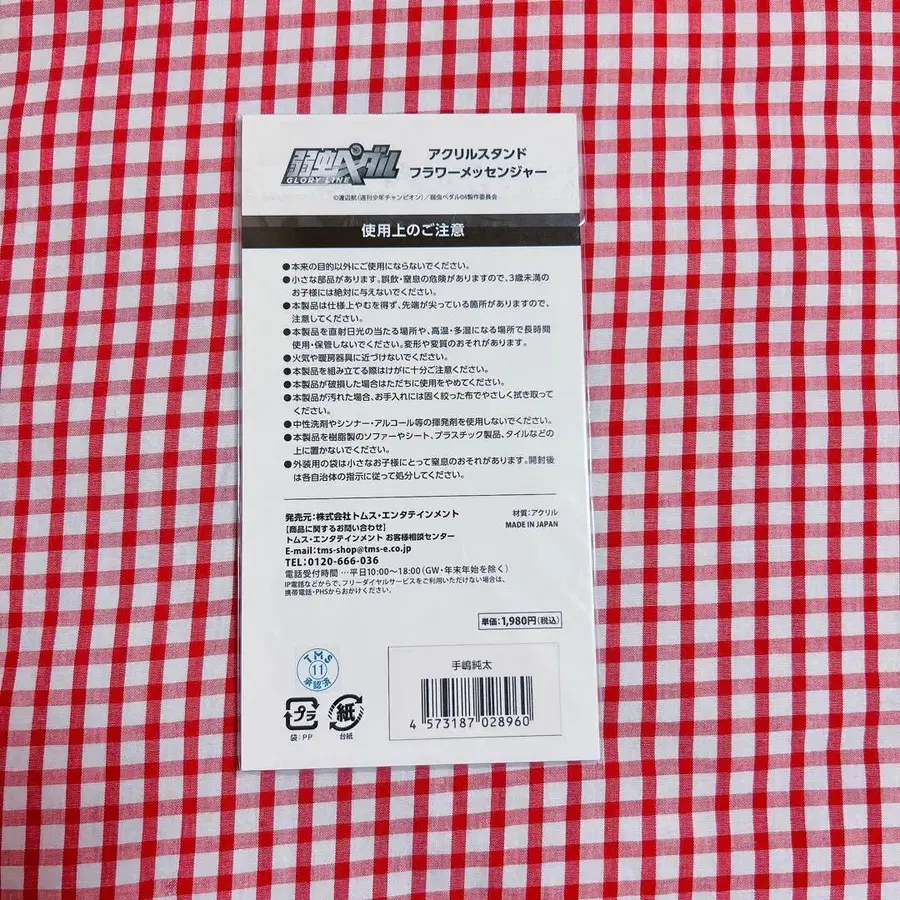 弱虫ペダル
GLORY LINE
アクリルスタンド
フラワーメッセンジャー
©渡辺航(週刊少年チャンピオン)/弱虫ペダル04製作委員会
使用上のご注意
●本来の目的以外にご使用にならないでください。
●小さな部品があります。誤飲・窒息の危険がありますので、3歳未満の
お子様には絶対に与えないでください。
●本製品は仕様上やむを得ず、先端が尖っている箇所がありますので、
注意してください。
●本製品を直射日光の当たる場所や、高温・多湿になる場所で長時間
使用・保管しないでください。変形や変質のおそれがあります。
●火気や暖房器具に近づけないでください。
●本製品を組み立てる際はけがに十分ご注意ください。
●本製品が破損した場合はただちに使用をやめてください。
●本製品が汚れた場合、お手入れには固く絞った布でやさしく拭き取って
ください。
●中性洗剤やシンナー・アルコール等の揮発剤を使用しないでください。
●本製品を樹脂製のソファーやシート、プラスチック製品、タイルなどの
上に置かないでください。
●外装用の袋は小さなお子様にとって窒息のおそれがあります。開封後
は各自治体の指示に従って処分してください。
発売元:株式会社トムス・エンタテインメント
【商品に関するお問い合わせ】
トムス・エンタテインメント お客様相談センター
E-mail:tms-shop@tms-e.co.jp
TEL:0120-666-036
電話受付時間 …平日10:00~18:00(GW・年末年始を除く)
IP電話などからで、フリーダイヤルサービスをご利用いただけない場合は、
携帯電話・PHSからおかけください。
材質:アクリル
MADE IN JAPAN
単価:1,980円(税込)
TMS
11
承認済
プラ
袋:PP
紙
台紙
手嶋純太
4 573187 028960